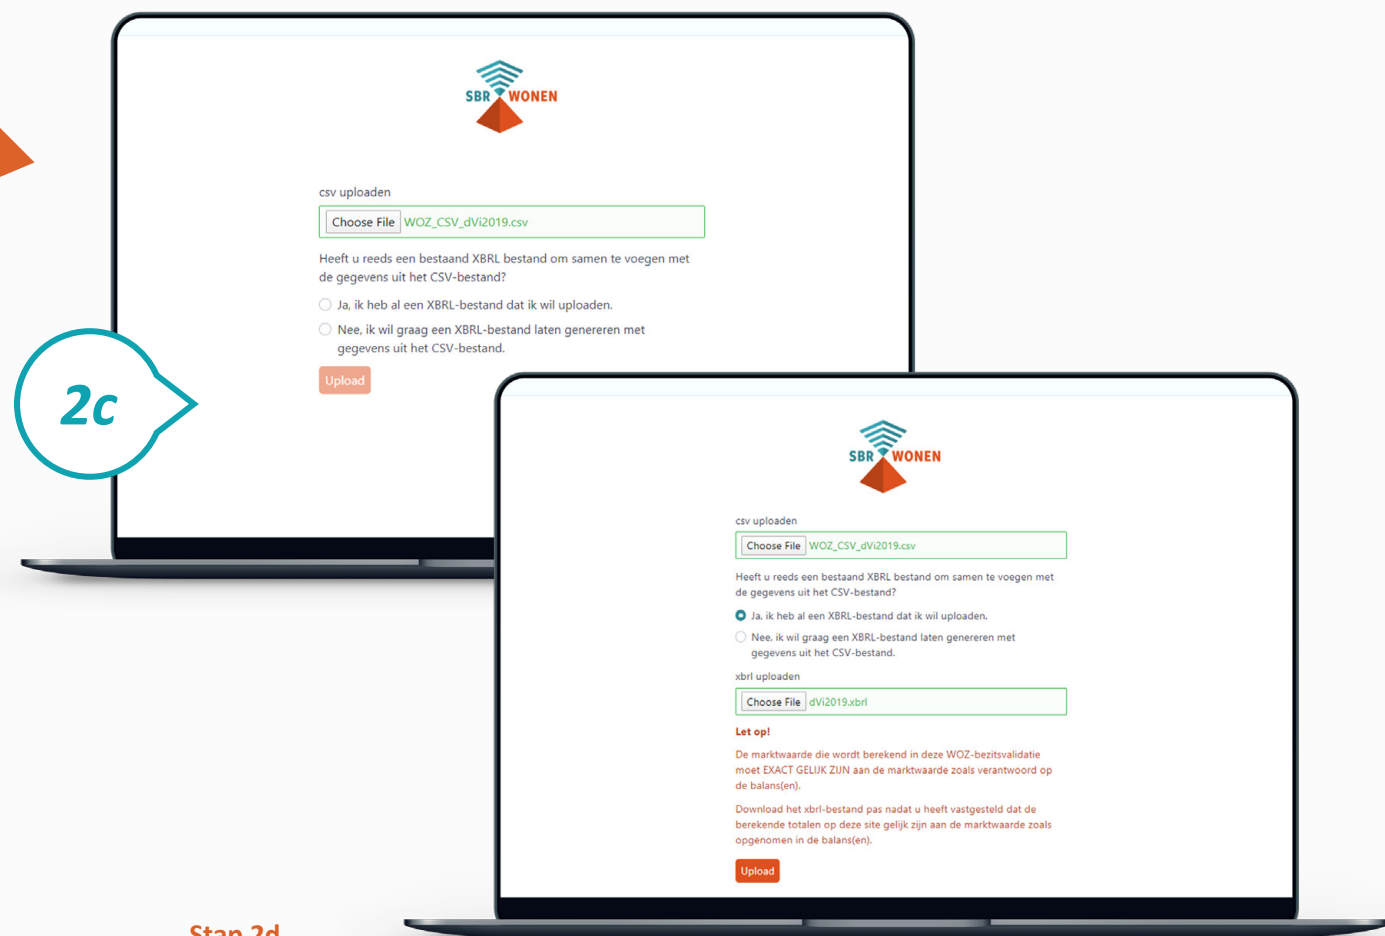 SBR WONEN
csv uploaden
Choose File WOZ_CSV_dVi2019.csv
Heeft u reeds een bestaand XBRL bestand om samen te voegen met
de gegevens uit het CSV-bestand?
Ja, ik heb al een XBRL-bestand dat ik wil uploaden.
Nee, ik wil graag een XBRL-bestand laten genereren met
gegevens uit het CSV-bestand.
Upload
2c
SBR WONEN
csv uploaden
Choose File WOZ_CSV_dVi2019.csv
Heeft u reeds een bestaand XBRL bestand om samen te voegen met
de gegevens uit het CSV-bestand?
Ja, ik heb al een XBRL-bestand dat ik wil uploaden.
Nee, ik wil graag een XBRL-bestand laten genereren met
gegevens uit het CSV-bestand.
xbrl uploaden
Choose File dVi2019.xbrl
Let op!
De marktwaarde die wordt berekend in deze WOZ-bezitsvalidatie
moet EXACT GELIJK ZIJN aan de marktwaarde zoals verantwoord op
de balans(en).
Download het xbrl-bestand pas nadat u heeft vastgesteld dat de
berekende totalen op deze site gelijk zijn aan de marktwaarde zoals
opgenomen in de balans(en).
Upload
Stap 2d